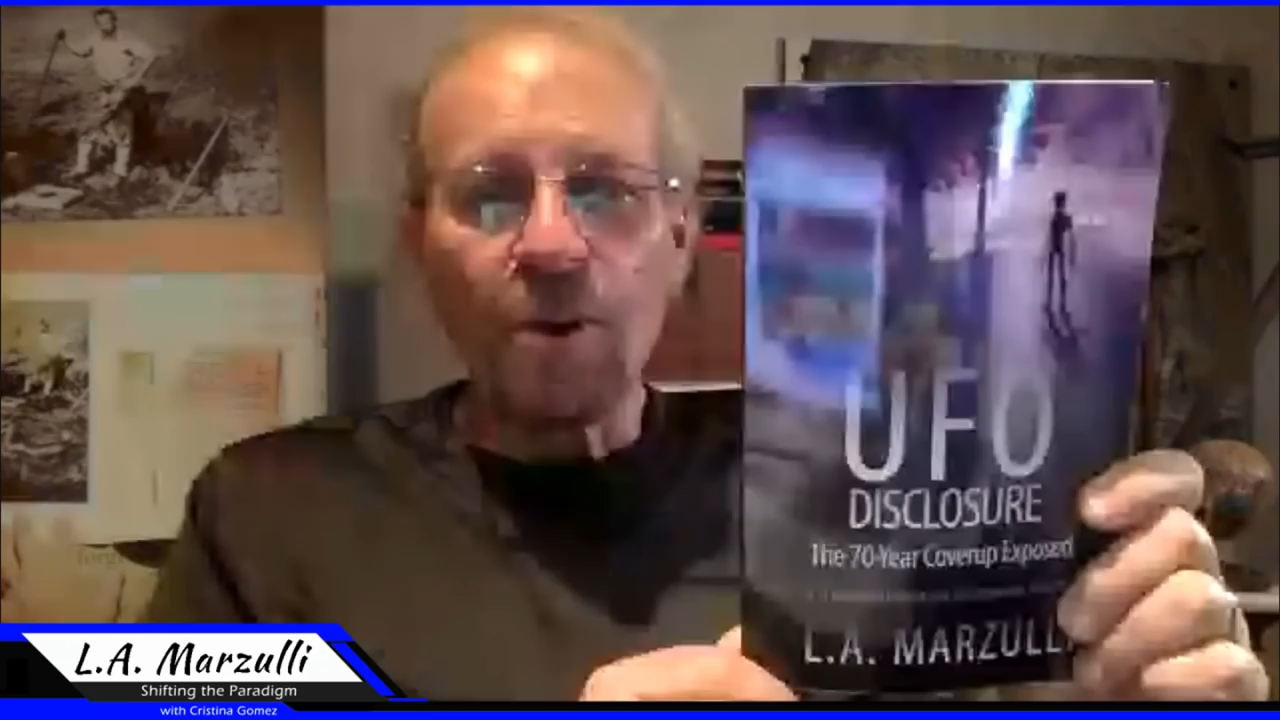 UFO
DISCLOSURE
The 70-Year Coverup Exposed
L.A. MARZULLI
L.A. Marzulli
Shifting the Paradigm
with Cristina Gomez